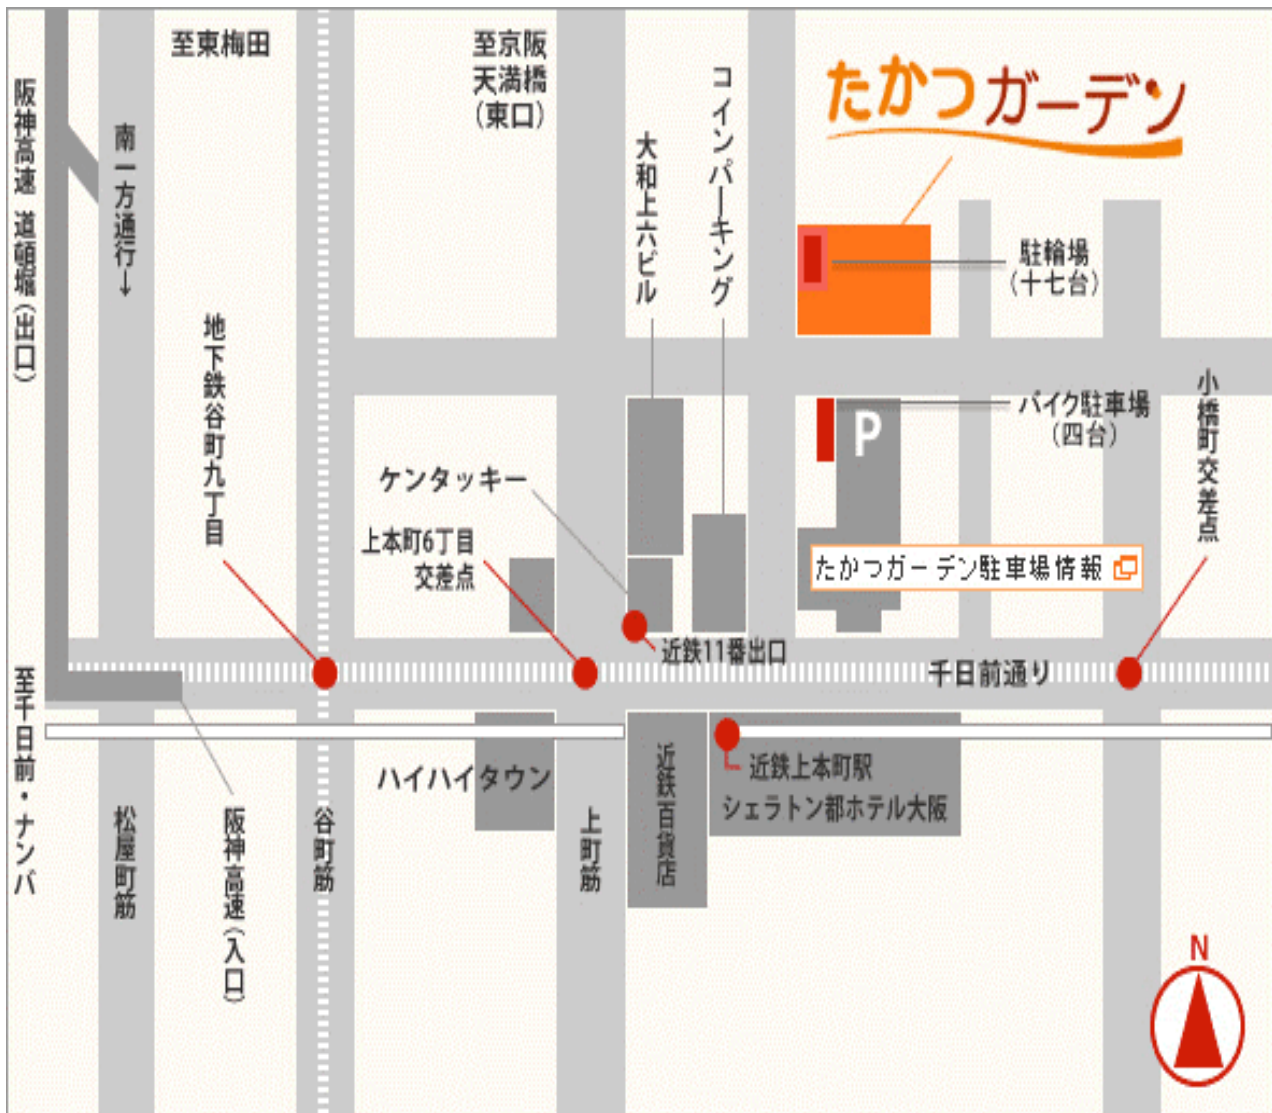 至東梅田
至京阪
天満橋
(東口)
コインパーキング
たかつガーデン
阪神高速 道頓堀(出口)
南一方通行→
大和上六ビル
駐輪場
(十七台)
地下鉄谷町九丁目
バイク駐車場
(四台)
小橋町交差点
P
ケンタッキー
上本町6丁目
交差点
たかつガーデン駐車場情報
近鉄11番出口
千日前通り
至千日前・ナンバ
ハイハイタウン
近鉄百貨店
近鉄上本町駅
シェラトン都ホテル大阪
松屋町筋
阪神高速(入口)
谷町筋
上町筋
N